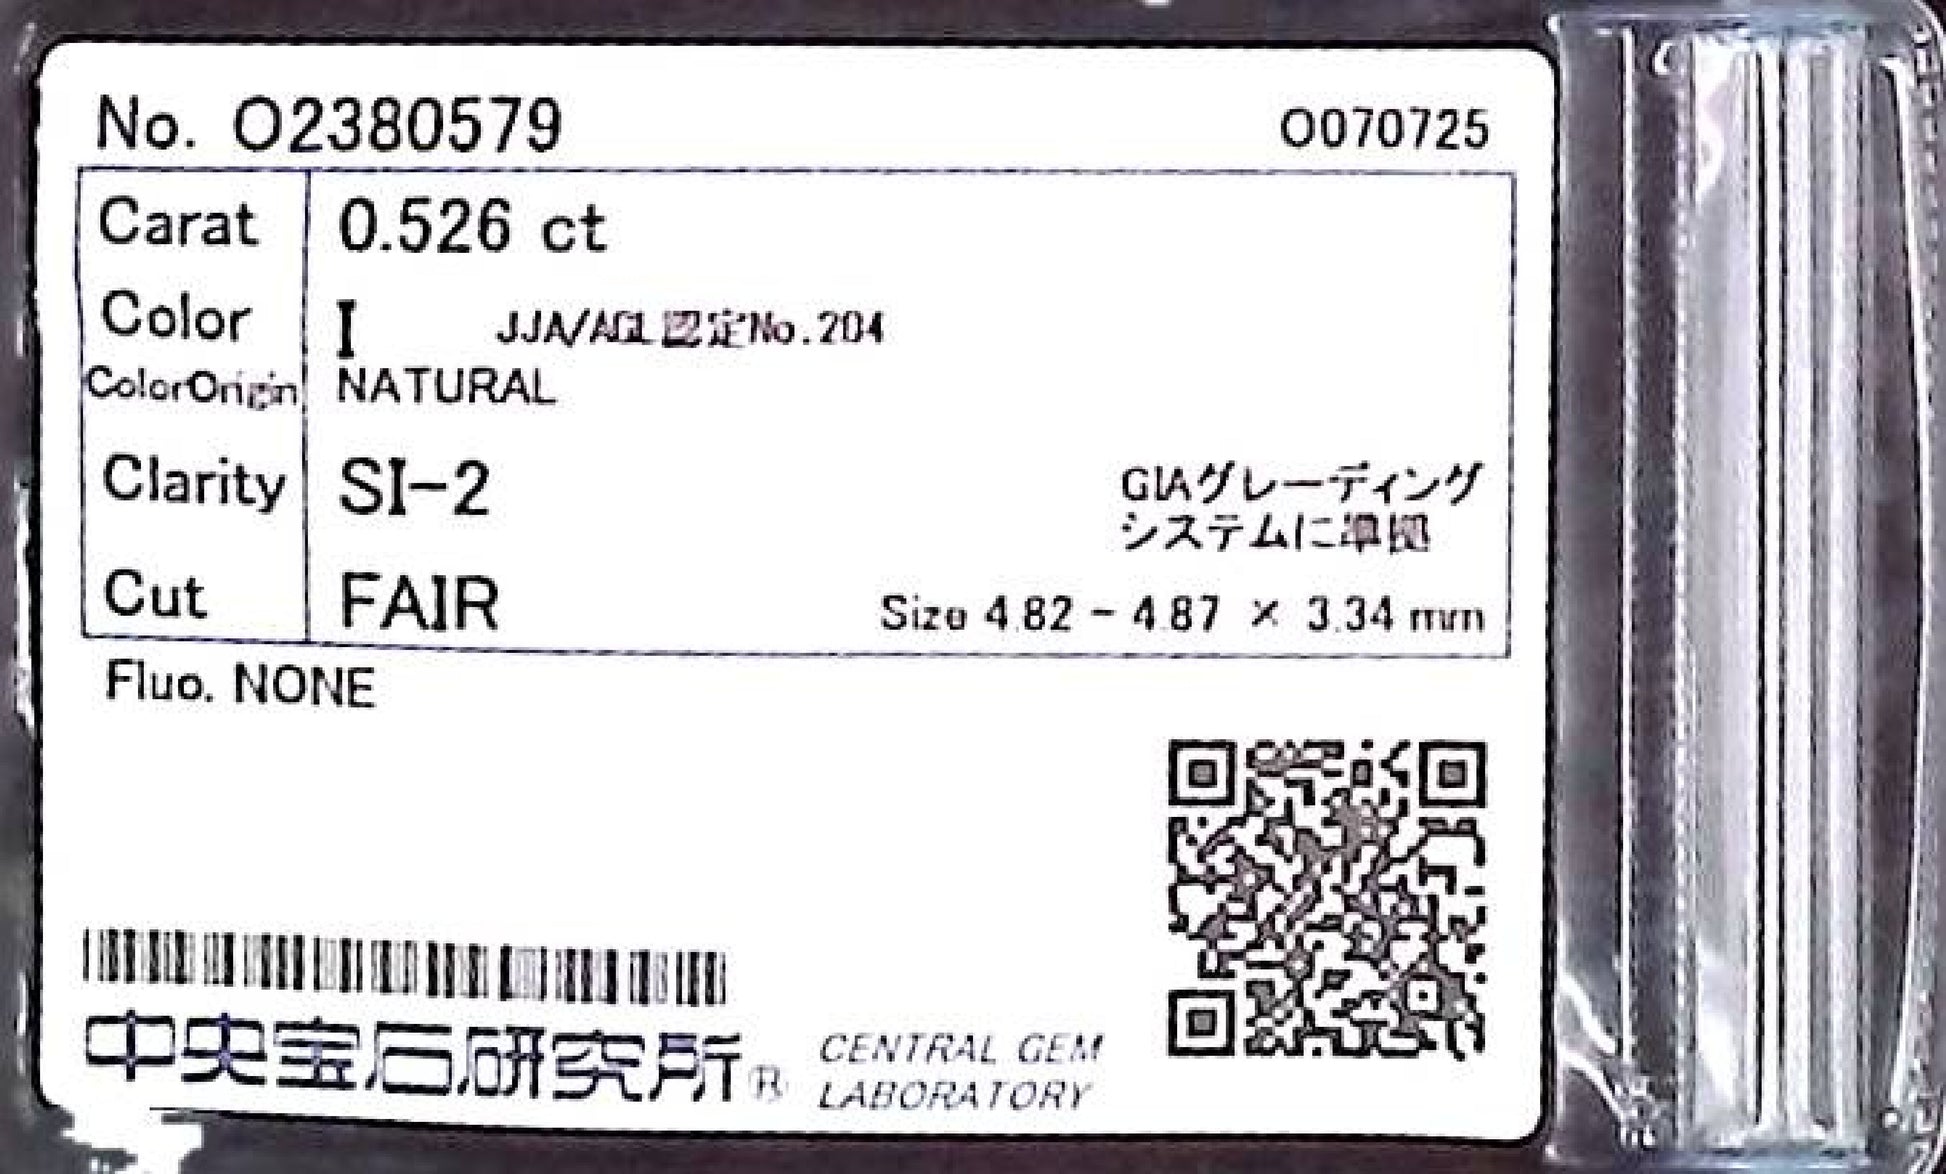 No. O2380579
O070725
Carat 0.526 ct
Color I JJA/AGL認定No.204
ColorOrigin NATURAL
Clarity SI-2
GIAグレーディング
システムに準拠
Cut FAIR
Size 4.82 - 4.87 × 3.34 mm
Fluo. NONE
中央宝石研究所®
CENTRAL GEM
LABORATORY